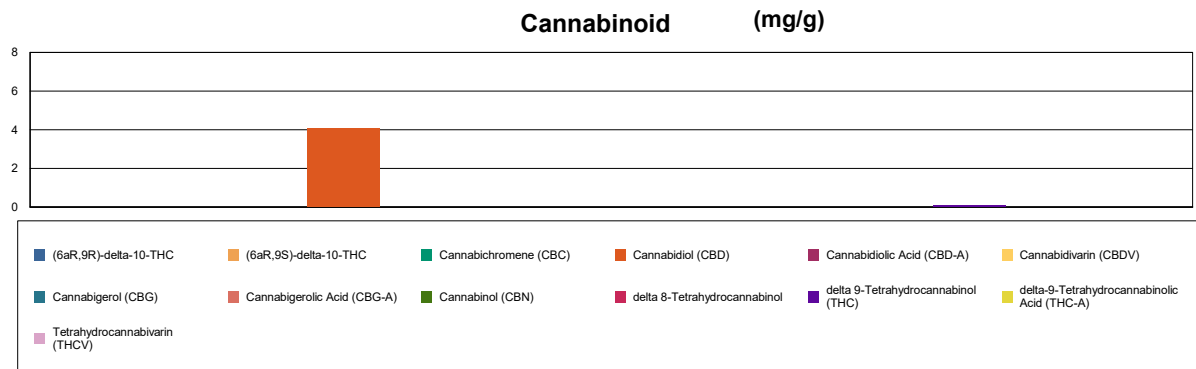 Cannabinoid (mg/g)
8
6
4
2
0
(6aR,9R)-delta-10-THC
(6aR,9S)-delta-10-THC
Cannabichromene (CBC)
Cannabidiol (CBD)
Cannabidiolic Acid (CBD-A)
Cannabidivarin (CBDV)
Cannabigerol (CBG)
Cannabigerolic Acid (CBG-A)
Cannabinol (CBN)
delta 8-Tetrahydrocannabinol
delta 9-Tetrahydrocannabinol
(THC)
delta-9-Tetrahydrocannabinolic
Acid (THC-A)
Tetrahydrocannabivarin
(THCV)